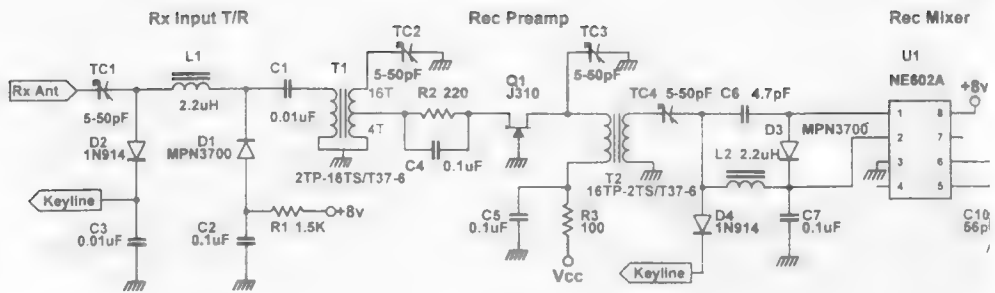 Rx Input T/R
Rec Preamp
Rec Mixer
TC2
TC3
U1
NE602A
L1
TC1
C1
T1
5-50pF
5-50pF
Q1
J310
TC4 5-50pF
C6 4.7pF
+8v
Rx Ant
16T
R2 220
2.2uH
0.01uF
5-50pF
4T
D3
MPN3700
D2
1N914
D1
MPN3700
C4
0.1uF
L2 2.2uH
1
2
3
4
8
7
6
5
2TP-16TS/T37-6
T2
16TP-2TS/T37-6
Keyline
+8v
R1 1.5K
C3
0.01uF
C2
0.1uF
C5
0.1uF
R3
100
D4
1N914
C7
0.1uF
C10
56p
Vcc
Keyline